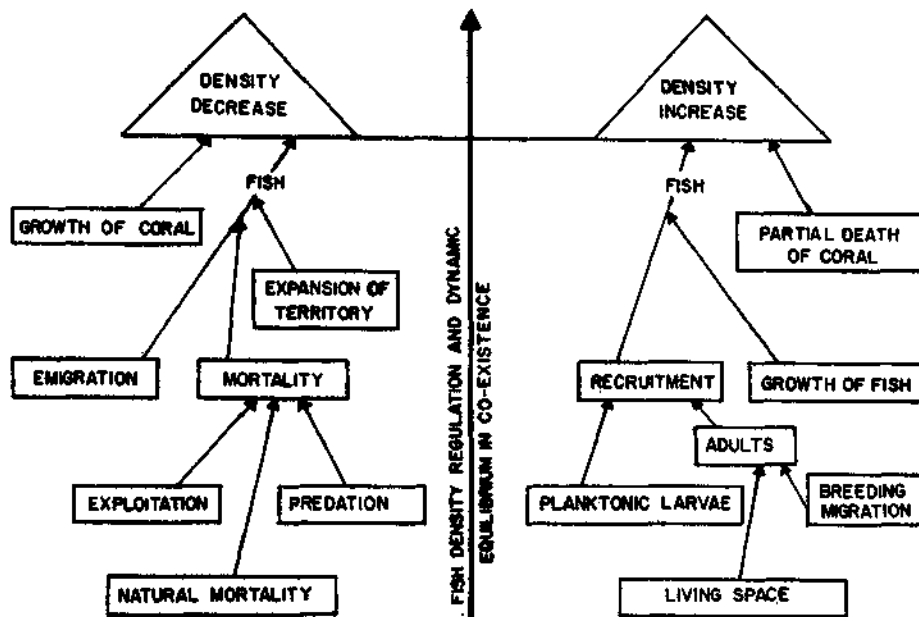 DENSITY
DECREASE
FISH
GROWTH OF CORAL
EXPANSION OF
TERRITORY
EMIGRATION
MORTALITY
EXPLOITATION
PREDATION
NATURAL MORTALITY
FISH DENSITY REGULATION AND DYNAMIC
EQUILIBRIUM IN CO-EXISTENCE
DENSITY
INCREASE
FISH
PARTIAL DEATH
OF CORAL
RECRUITMENT
GROWTH OF FISH
ADULTS
PLANKTONIC LARVAE
BREEDING
MIGRATION
LIVING SPACE